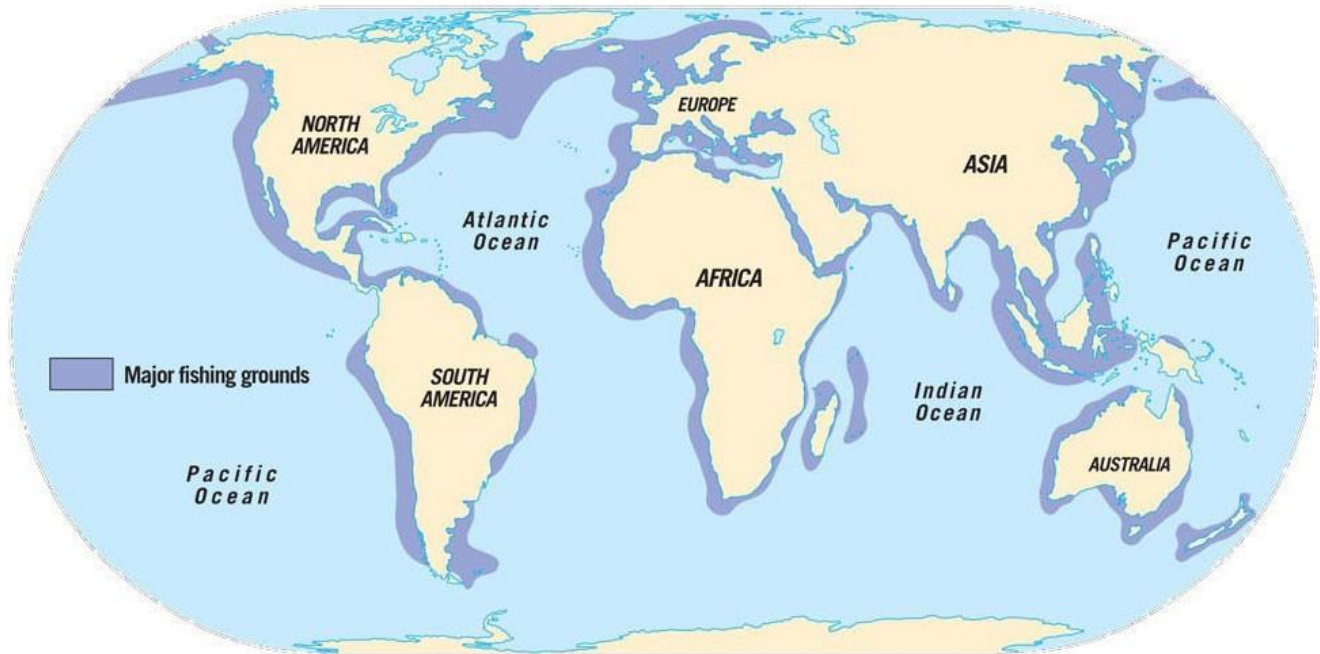 NORTH
AMERICA
EUROPE
ASIA
Atlantic
Ocean
Pacific
Ocean
AFRICA
Major fishing grounds
SOUTH
AMERICA
Indian
Ocean
Pacific
Ocean
AUSTRALIA